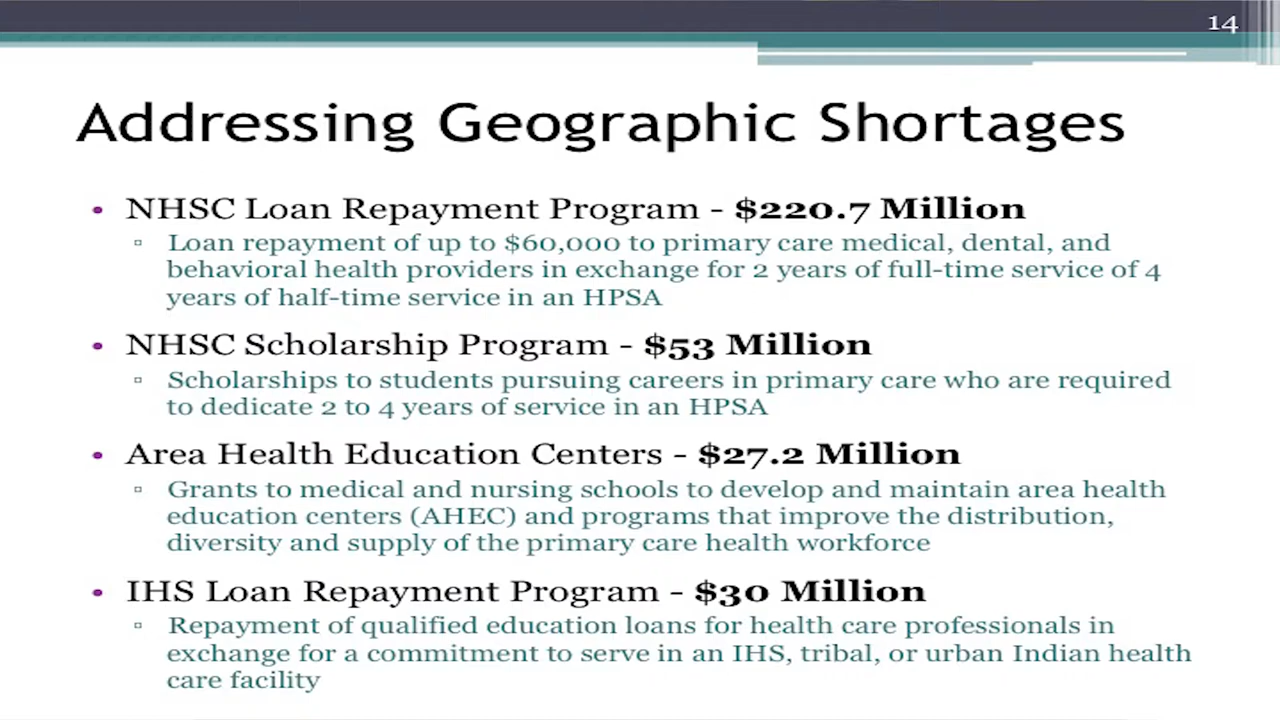 14
Addressing Geographic Shortages
• NHSC Loan Repayment Program - $220.7 Million
▫ Loan repayment of up to $60,000 to primary care medical, dental, and
behavioral health providers in exchange for 2 years of full-time service of 4
years of half-time service in an HPSA
• NHSC Scholarship Program - $53 Million
▫ Scholarships to students pursuing careers in primary care who are required
to dedicate 2 to 4 years of service in an HPSA
• Area Health Education Centers - $27.2 Million
▫ Grants to medical and nursing schools to develop and maintain area health
education centers (AHEC) and programs that improve the distribution,
diversity and supply of the primary care health workforce
• IHS Loan Repayment Program - $30 Million
▫ Repayment of qualified education loans for health care professionals in
exchange for a commitment to serve in an IHS, tribal, or urban Indian health
care facility